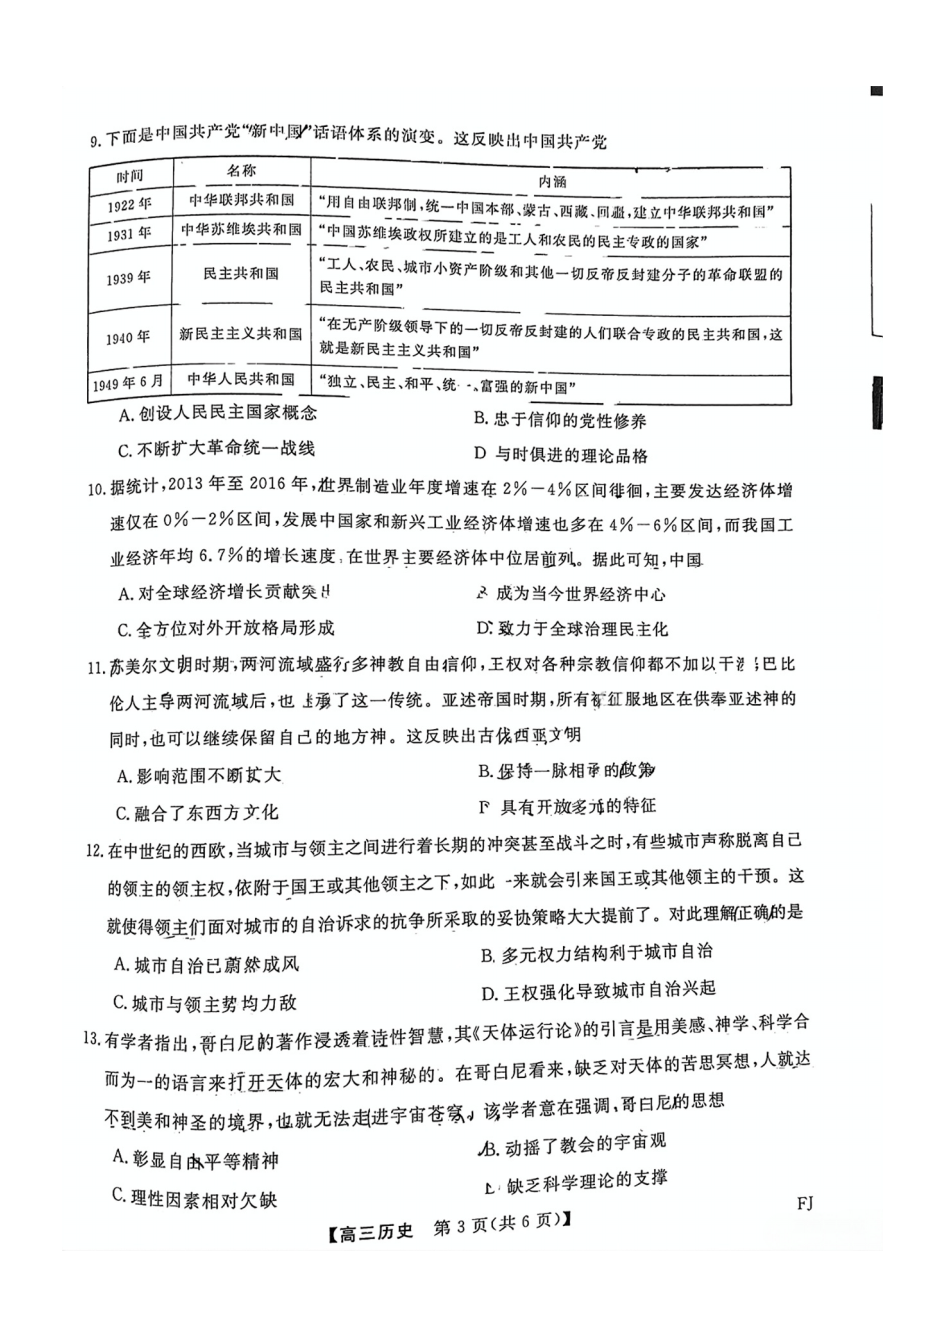 9.下面是中国共产党“新中国”话语体系的演变。这反映出中国共产党
时间 名称 内涵
1922年 中华联邦共和国 “用自由联邦制,统一中国本部、蒙古、西藏、回疆,建立中华联邦共和国”
1931年 中华苏维埃共和国 “中国苏维埃政权所建立的是工人和农民的民主专政的国家”
1939年 民主共和国 “工人、农民、城市小资产阶级和其他一切反帝反封建分子的革命联盟的
民主共和国”
1940年 新民主主义共和国 “在无产阶级领导下的一切反帝反封建的人们联合专政的民主共和国,这
就是新民主主义共和国”
1949年6月 中华人民共和国 “独立、民主、和平、统一、富强的新中国”
A.创设人民民主国家概念 B.忠于信仰的党性修养
C.不断扩大革命统一战线 D 与时俱进的理论品格
10.据统计,2013年至2016年,世界制造业年度增速在2%—4%区间徘徊,主要发达经济体增
速仅在0%—2%区间,发展中国家和新兴工业经济体增速也多在4%—6%区间,而我国工
业经济年均6.7%的增长速度,在世界主要经济体中位居前列。据此可知,中国
A.对全球经济增长贡献突出 成为当今世界经济中心
C.全方位对外开放格局形成 D.致力于全球治理民主化
11.苏美尔文明时期,两河流域盛行多神教自由信仰,王权对各种宗教信仰都不加以干涉;巴比
伦人主导两河流域后,也承了这一传统。亚述帝国时期,所有被征服地区在供奉亚述神的
同时,也可以继续保留自己的地方神。这反映出古代西亚文明
A.影响范围不断扩大 B.保持一脉相承的政策
C.融合了东西方文化 具有开放多元的特征
12.在中世纪的西欧,当城市与领主之间进行着长期的冲突甚至战斗之时,有些城市声称脱离自己
的领主的领主权,依附于国王或其他领主之下,如此一来就会引来国王或其他领主的干预。这
就使得领主们面对城市的自治诉求的抗争所采取的妥协策略大大提前了。对此理解正确的是
A.城市自治已蔚然成风 B.多元权力结构利于城市自治
C.城市与领主势均力敌 D.王权强化导致城市自治兴起
13.有学者指出,哥白尼的著作浸透着诗性智慧,其《天体运行论》的引言是用美感、神学、科学合
而为一的语言来打开天体的宏大和神秘的。在哥白尼看来,缺乏对天体的苦思冥想,人就达
不到美和神圣的境界,也就无法走进宇宙苍穹。该学者意在强调,哥白尼的思想
A.彰显自由平等精神 B.动摇了教会的宇宙观
C.理性因素相对欠缺 缺乏科学理论的支撑
【高三历史 第3页(共6页)】 FJ